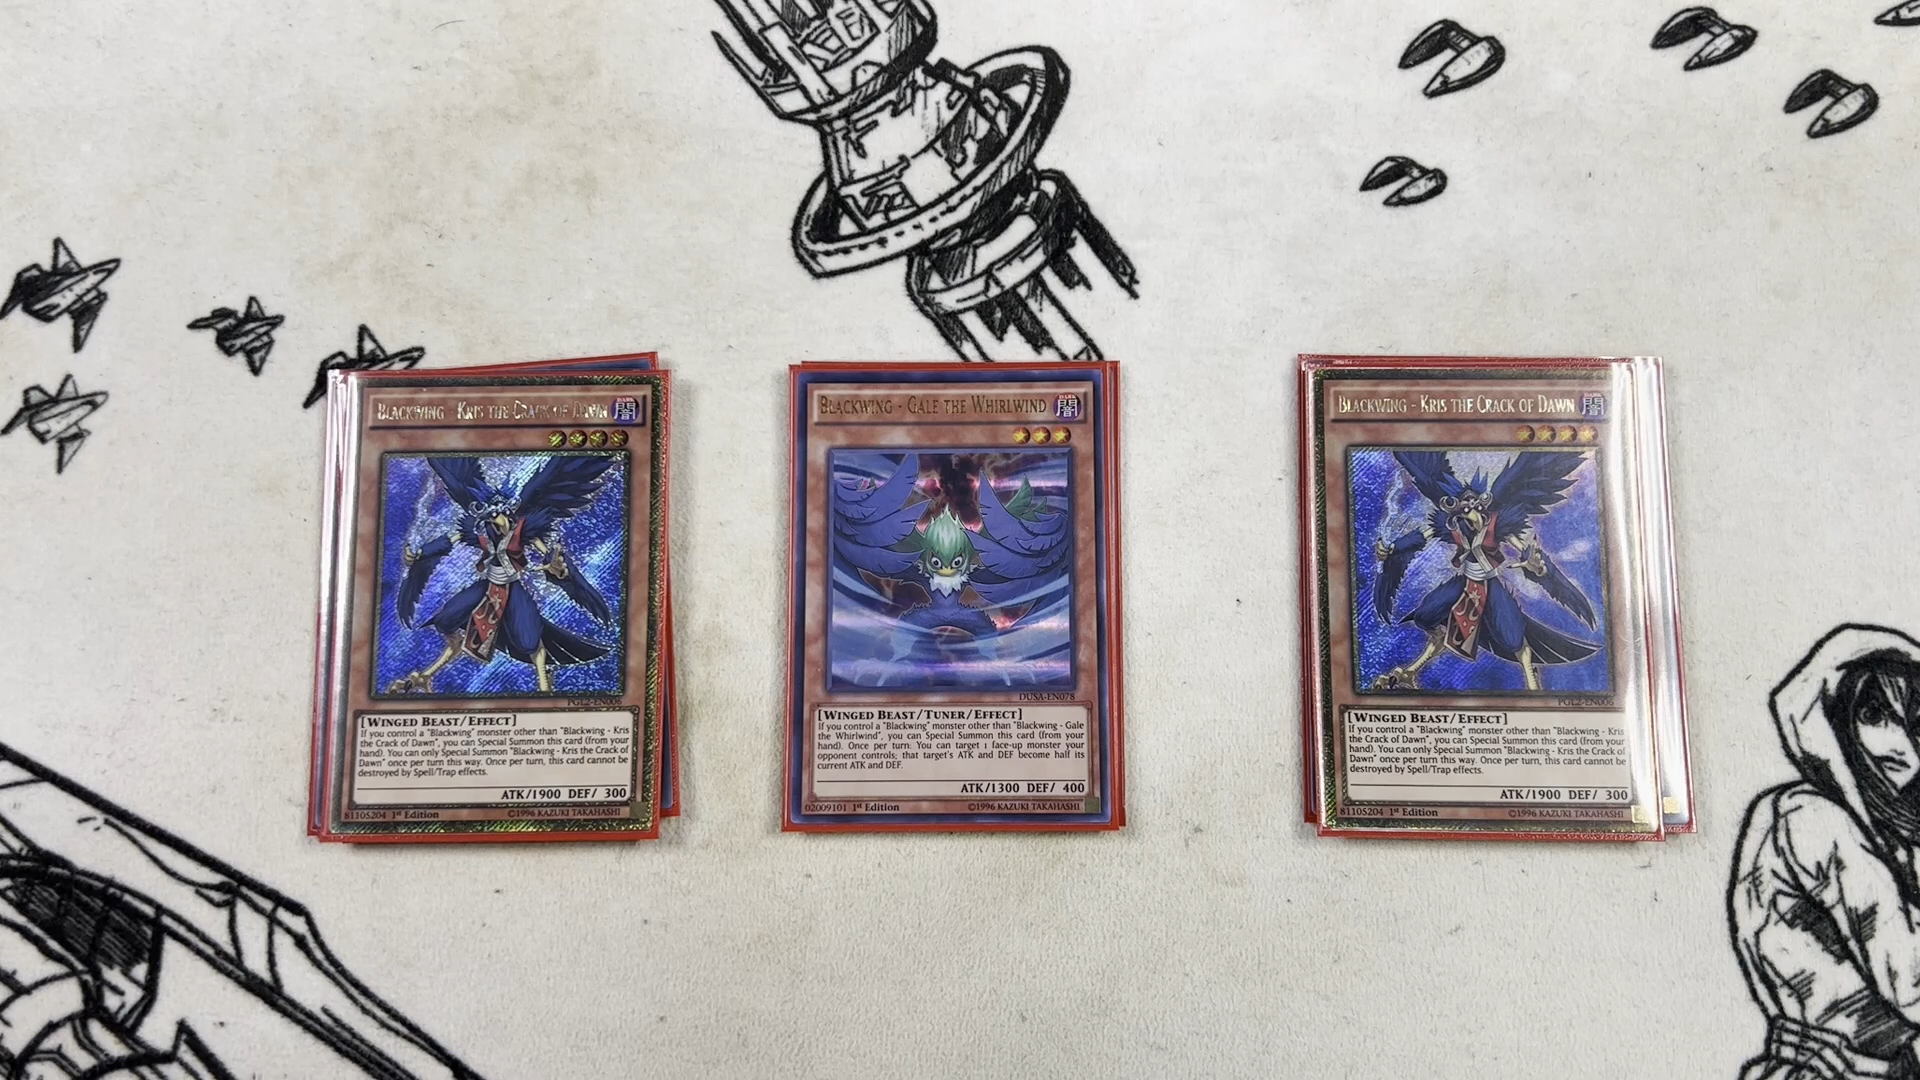 BLACKWING - KRIS THE CRACK OF DAWN
DARK
闇
PGL2-EN006
[WINGED BEAST/EFFECT]
If you control a "Blackwing" monster other than "Blackwing - Kris
the Crack of Dawn", you can Special Summon this card (from your
hand). You can only Special Summon "Blackwing - Kris the Crack of
Dawn" once per turn this way. Once per turn, this card cannot be
destroyed by Spell/Trap effects.
ATK/1900 DEF/ 300
81105204 1st Edition ©1996 KAZUKI TAKAHASHI
BLACKWING - GALE THE WHIRLWIND
DARK
闇
DUSA-EN078
[WINGED BEAST/TUNER/EFFECT]
If you control a "Blackwing" monster other than "Blackwing - Gale
the Whirlwind", you can Special Summon this card (from your
hand). Once per turn: You can target 1 face-up monster your
opponent controls; that target's ATK and DEF become half its
current ATK and DEF.
ATK/1300 DEF/ 400
02009101 1st Edition ©1996 KAZUKI TAKAHASHI
BLACKWING - KRIS THE CRACK OF DAWN
DARK
闇
PGL2-EN006
[WINGED BEAST/EFFECT]
If you control a "Blackwing" monster other than "Blackwing - Kris
the Crack of Dawn", you can Special Summon this card (from your
hand). You can only Special Summon "Blackwing - Kris the Crack of
Dawn" once per turn this way. Once per turn, this card cannot be
destroyed by Spell/Trap effects.
ATK/1900 DEF/ 300
81105204 1st Edition ©1996 KAZUKI TAKAHASHI